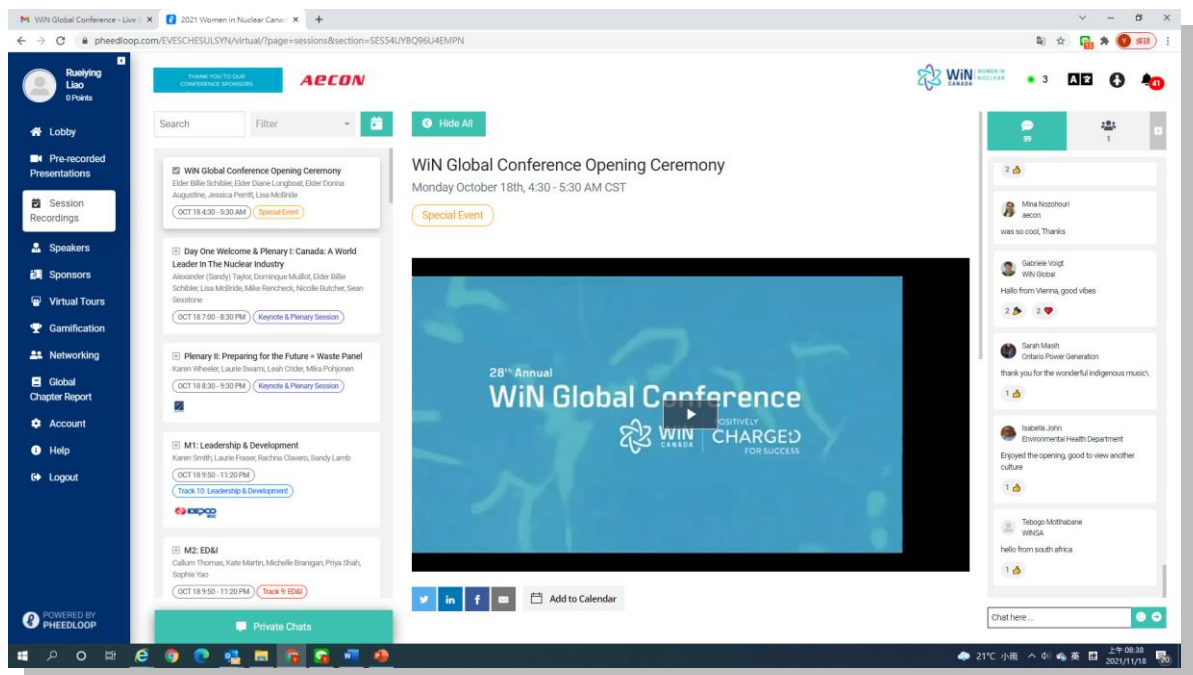 WiN Global Conference - Live
2021 Women in Nuclear Canad
pheedloop.com/EVESCHESULSYN/virtual/?page=sessions&section=SES54UYBQ96U4EMPN
Rueiying
Liao
0 Points
Lobby
Pre-recorded
Presentations
Session
Recordings
Speakers
Sponsors
Virtual Tours
Gamification
Networking
Global
Chapter Report
Account
Help
Logout
POWERED BY
PHEEDLOOP
THANK YOU TO OUR
CONFERENCE SPONSORS
AECON
WiN
CANADA
WOMEN IN
NUCLEAR
3
41
Search
Filter
WiN Global Conference Opening Ceremony
Elder Billie Schibler, Elder Diane Longboat, Elder Donna
Augustine, Jessica Perritt, Lisa McBride
OCT 18 4:30 - 5:30 AM
Special Event
Day One Welcome & Plenary I: Canada: A World
Leader In The Nuclear Industry
Alexander (Sandy) Taylor, Dominique Mullot, Elder Billie
Schibler, Lisa McBride, Mike Rencheck, Nicolle Butcher, Sean
Sexstone
OCT 18 7:00 - 8:30 PM
Keynote & Plenary Session
Plenary II: Preparing for the Future = Waste Panel
Karen Wheeler, Laurie Swami, Leah Crider, Mika Pohjonen
OCT 18 8:30 - 9:30 PM
Keynote & Plenary Session
M1: Leadership & Development
Karen Smith, Laurie Fraser, Rachna Clavero, Sandy Lamb
OCT 18 9:50 - 11:20 PM
Track 10: Leadership & Development
KEPCO
M2: ED&I
Callum Thomas, Kate Martin, Michelle Branigan, Priya Shah,
Sophie Yao
OCT 18 9:50 - 11:20 PM
Track 9: ED&I
Private Chats
Hide All
WiN Global Conference Opening Ceremony
Monday October 18th, 4:30 - 5:30 AM CST
Special Event
28th Annual
WiN Global Conference
WiN
CANADA
POSITIVELY
CHARGED
FOR SUCCESS
Add to Calendar
59
1
2
Mina Nozohouri
aecon
was so cool, Thanks
Gabriele Voigt
WiN Global
Hallo from Vienna, good vibes
2 2
Sarah Masih
Ontario Power Generation
thank you for the wonderful indigenous music\
1
Isabella John
Environmental Health Department
Enjoyed the opening, good to view another
culture
1
Tebogo Motlhabane
WINSA
hello from south africa
1
Chat here ...
21°C 小雨
英
上午 08:38
2021/11/18
20